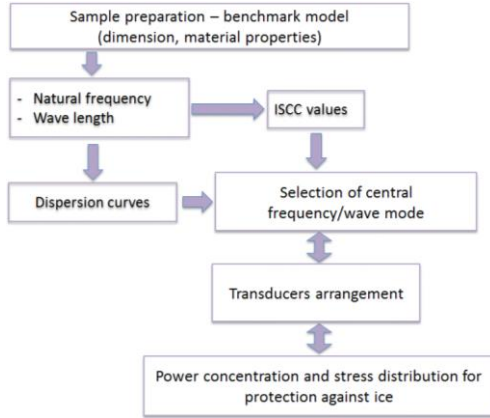 Sample preparation – benchmark model
(dimension, material properties)
- Natural frequency
- Wave length
ISCC values
Dispersion curves
Selection of central
frequency/wave mode
Transducers arrangement
Power concentration and stress distribution for
protection against ice